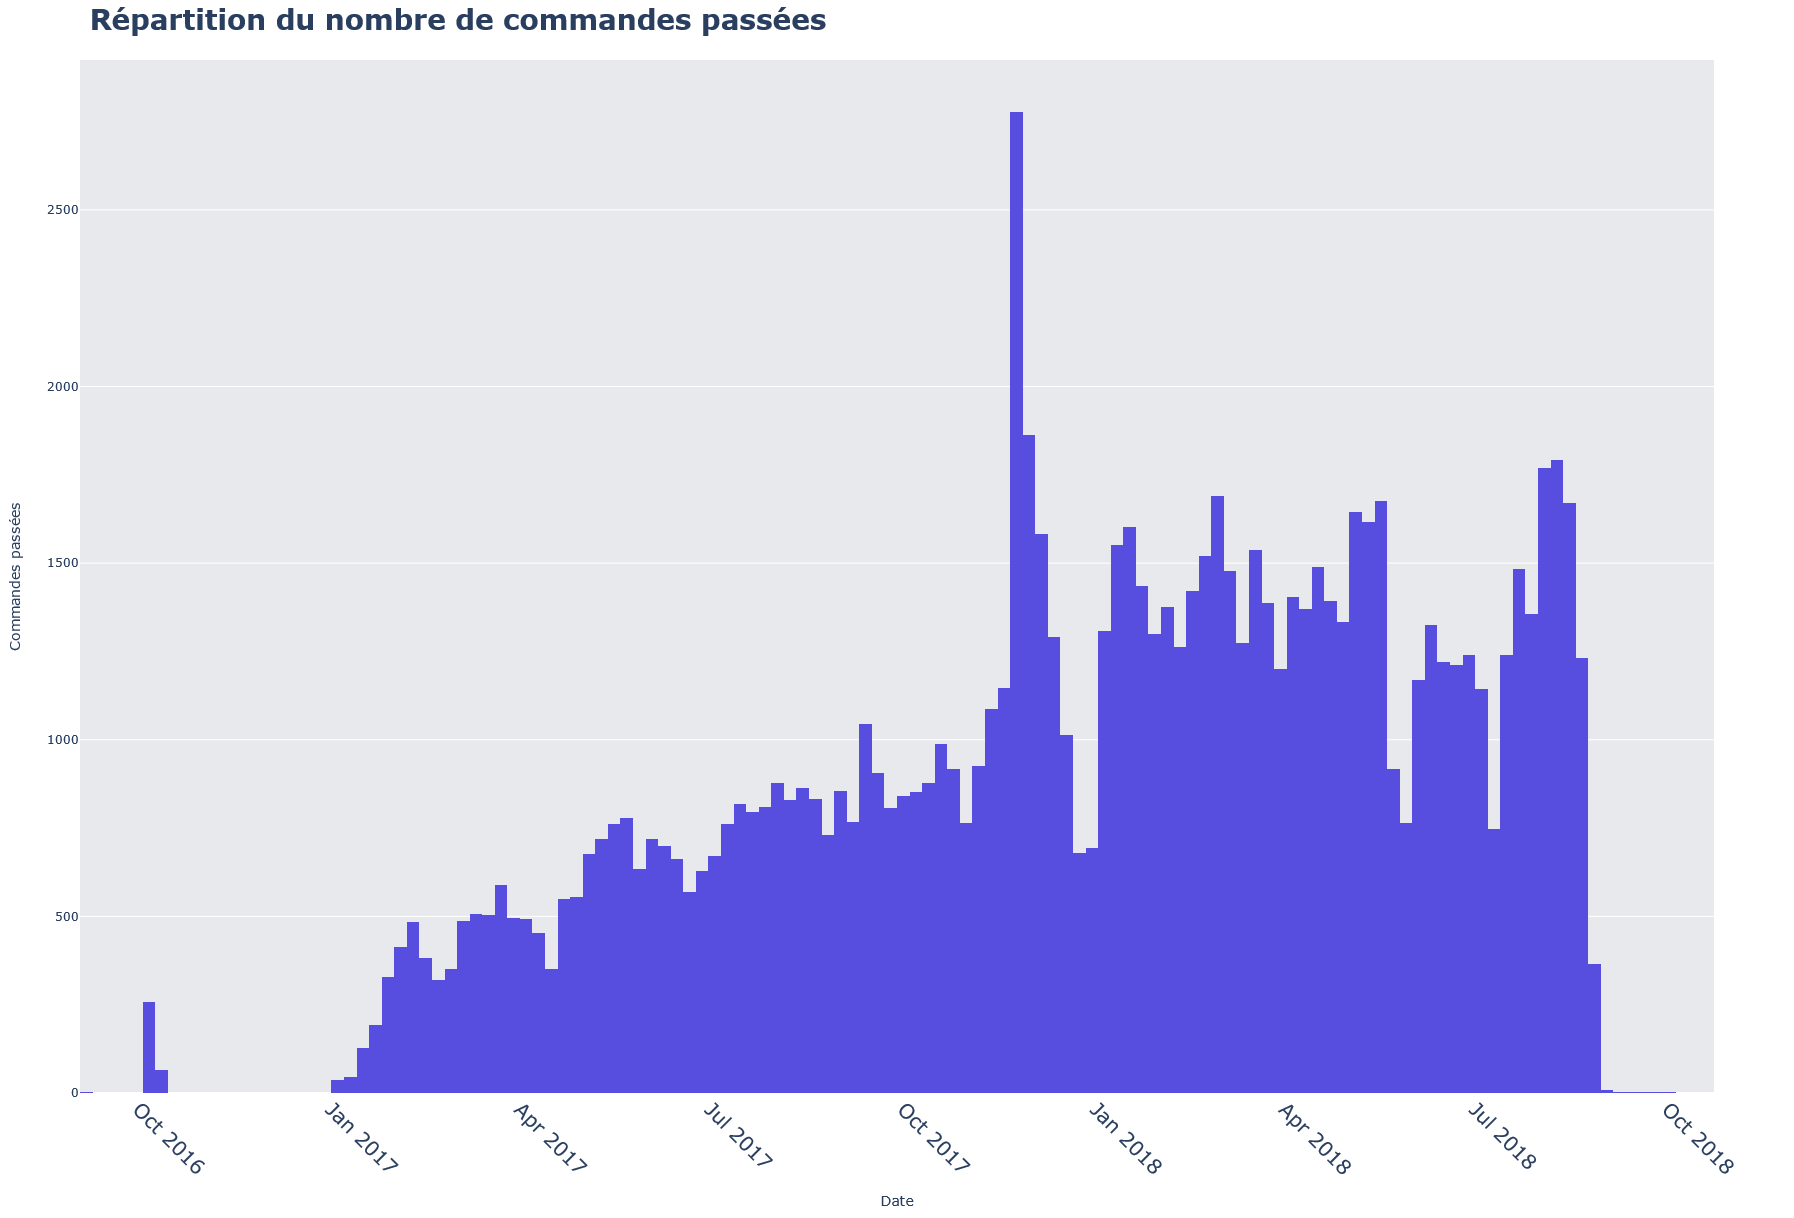 Répartition du nombre de commandes passées
Commandes passées
2500
2000
1500
1000
500
0
Oct 2016
Jan 2017
Apr 2017
Jul 2017
Oct 2017
Jan 2018
Apr 2018
Jul 2018
Oct 2018
Date